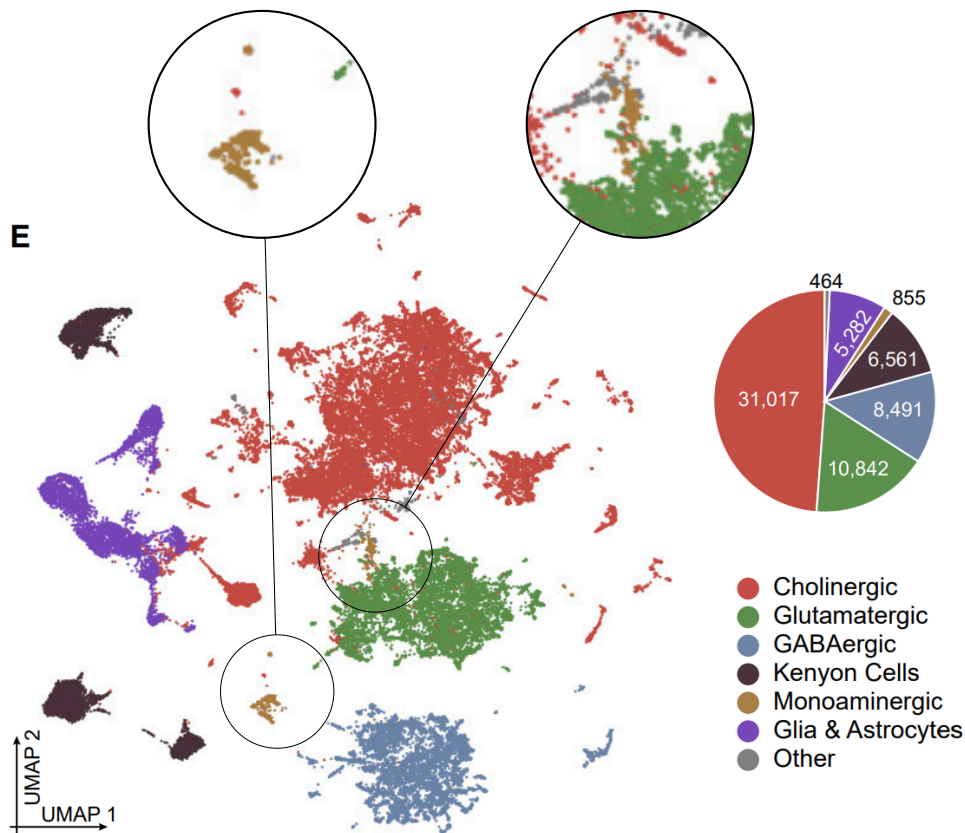 E
464
855
5,282
6,561
31,017
8,491
10,842
Cholinergic
Glutamatergic
GABAergic
Kenyon Cells
Monoaminergic
Glia & Astrocytes
Other
UMAP 2
UMAP 1